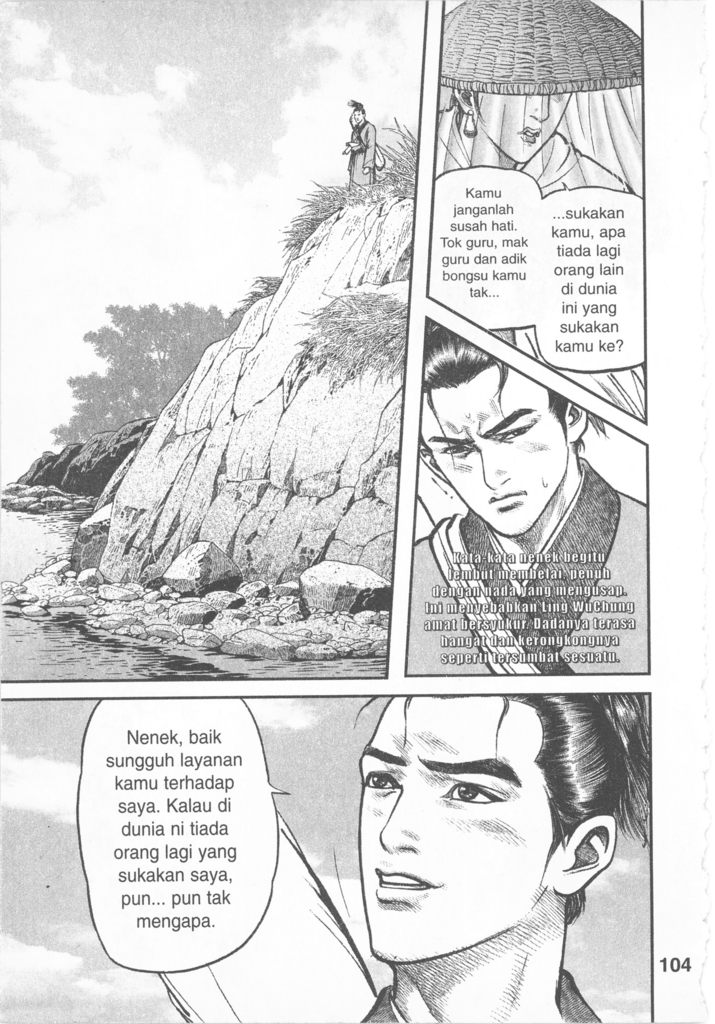 Kamu
janganlah
susah hati.
Tok guru, mak
guru dan adik
bongsu kamu
tak...
...sukakan
kamu, apa
tiada lagi
orang lain
di dunia
ini yang
sukakan
kamu ke?
Kata-kata nenek begitu
lembut membelai, penuh
dengan nada yang mengusap.
Ini menyebabkan Ling WuChung
amat bersyukur. Dadanya terasa
hangat dan kerongkongnya
seperti tersumbat sesuatu.
Nenek, baik
sungguh layanan
kamu terhadap
saya. Kalau di
dunia ni tiada
orang lagi yang
sukakan saya,
pun... pun tak
mengapa.
104